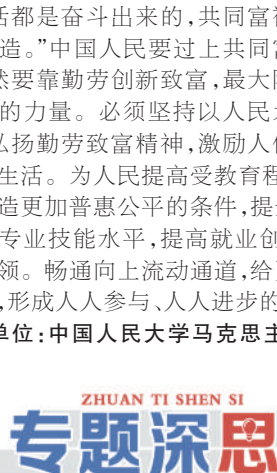 活都是奋斗出来的,共同富裕
造。”中国人民要过上共同富
然要靠勤劳创新致富,最大限
的力量。必须坚持以人民为
弘扬勤劳致富精神,激励人们
生活。为人民提高受教育程
造更加普惠公平的条件,提升
专业技能水平,提高就业创
领。畅通向上流动通道,给更
,形成人人参与、人人进步的
单位:中国人民大学马克思主
ZHUAN TI SHEN SI
专题深思